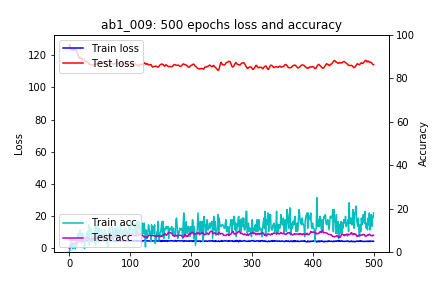 ab1_009: 500 epochs loss and accuracy
Train loss
Test loss
Train acc
Test acc
Loss
Accuracy
0
20
40
60
80
100
120
0
20
40
60
80
100
0
100
200
300
400
500